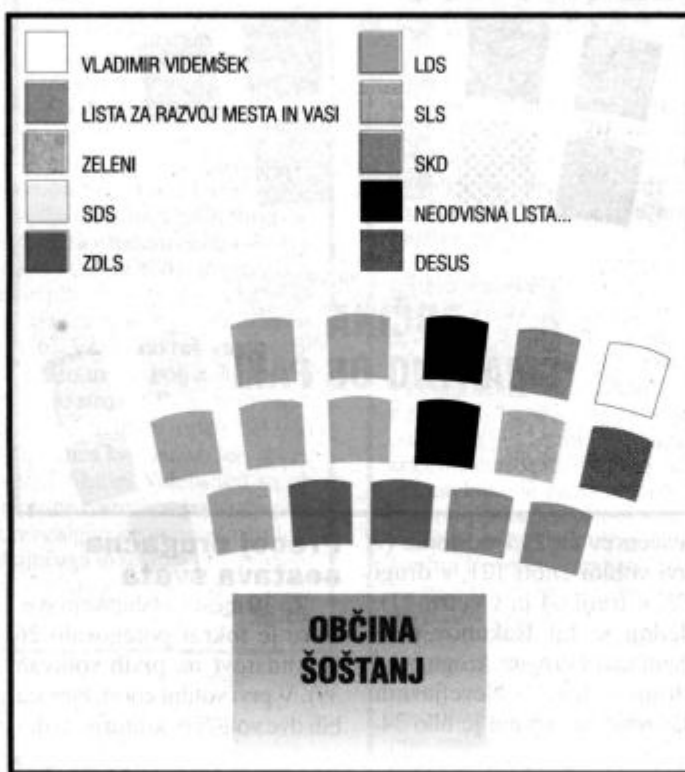 VLADIMIR VIDEMŠEK
LISTA ZA RAZVOJ MESTA IN VASI
ZELENI
SDS
ZDLS
LDS
SLS
SKD
NEODVISNA LISTA...
DESUS
OBČINA
ŠOŠTANJ